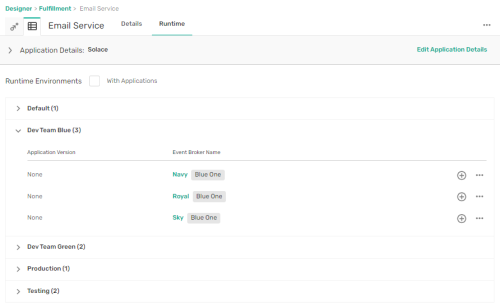 Designer > Fulfillment > Email Service
Email Service Details Runtime
Application Details: Solace Edit Application Details
Runtime Environments With Applications
Default (1)
Dev Team Blue (3)
Application Version Event Broker Name
None Navy Blue One
None Royal Blue One
None Sky Blue One
Dev Team Green (2)
Production (1)
Testing (2)